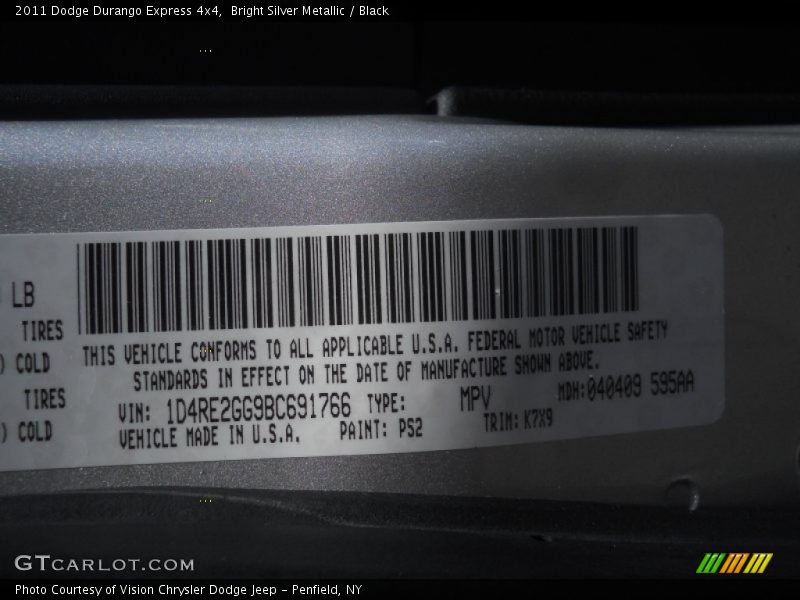 2011 Dodge Durango Express 4x4, Bright Silver Metallic / Black
LB
TIRES
) COLD
TIRES
) COLD
THIS VEHICLE CONFORMS TO ALL APPLICABLE U.S.A. FEDERAL MOTOR VEHICLE SAFETY
STANDARDS IN EFFECT ON THE DATE OF MANUFACTURE SHOWN ABOVE.
VIN: 1D4RE2GG9BC691766 TYPE: MPV MDH:040409 595AA
VEHICLE MADE IN U.S.A. PAINT: PS2 TRIM: K7X9
GTCARLOT.COM
Photo Courtesy of Vision Chrysler Dodge Jeep – Penfield, NY